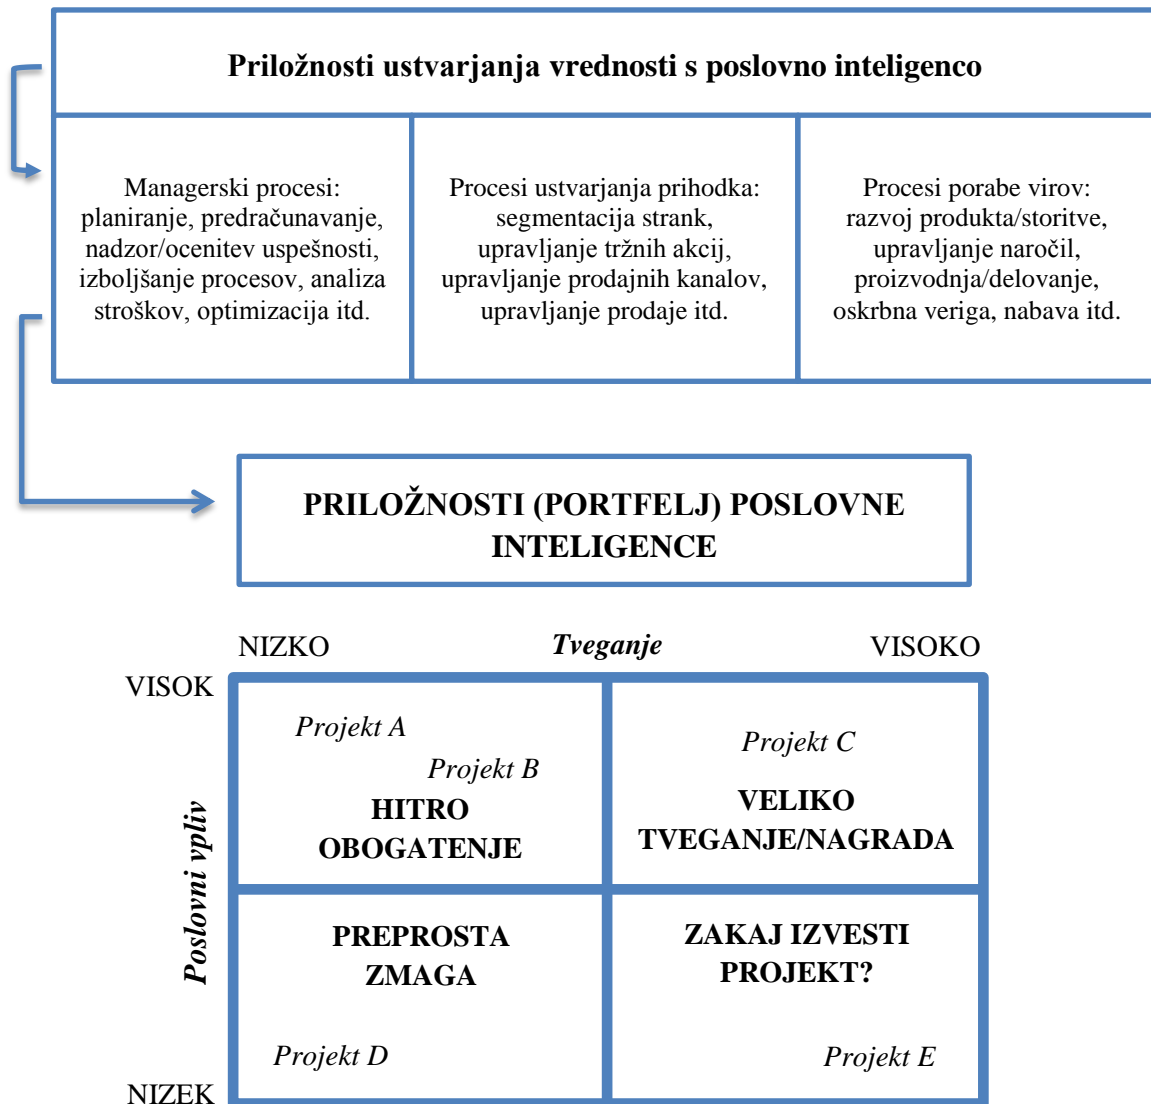 Priložnosti ustvarjanja vrednosti s poslovno inteligenco
Managerski procesi:
planiranje, predračunavanje,
nadzor/ocenitev uspešnosti,
izboljšanje procesov, analiza
stroškov, optimizacija itd.
Procesi ustvarjanja prihodka:
segmentacija strank,
upravljanje tržnih akcij,
upravljanje prodajnih kanalov,
upravljanje prodaje itd.
Procesi porabe virov:
razvoj produkta/storitve,
upravljanje naročil,
proizvodnja/delovanje,
oskrbna veriga, nabava itd.
PRILOŽNOSTI (PORTFELJ) POSLOVNE
INTELIGENCE
NIZKO Tveganje VISOKO
VISOK
Poslovni vpliv
Projekt A
Projekt B
HITRO
OBOGATENJE
Projekt C
VELIKO
TVEGANJE/NAGRADA
PREPROSTA
ZMAGA
Projekt D
ZAKAJ IZVESTI
PROJEKT?
Projekt E
NIZEK